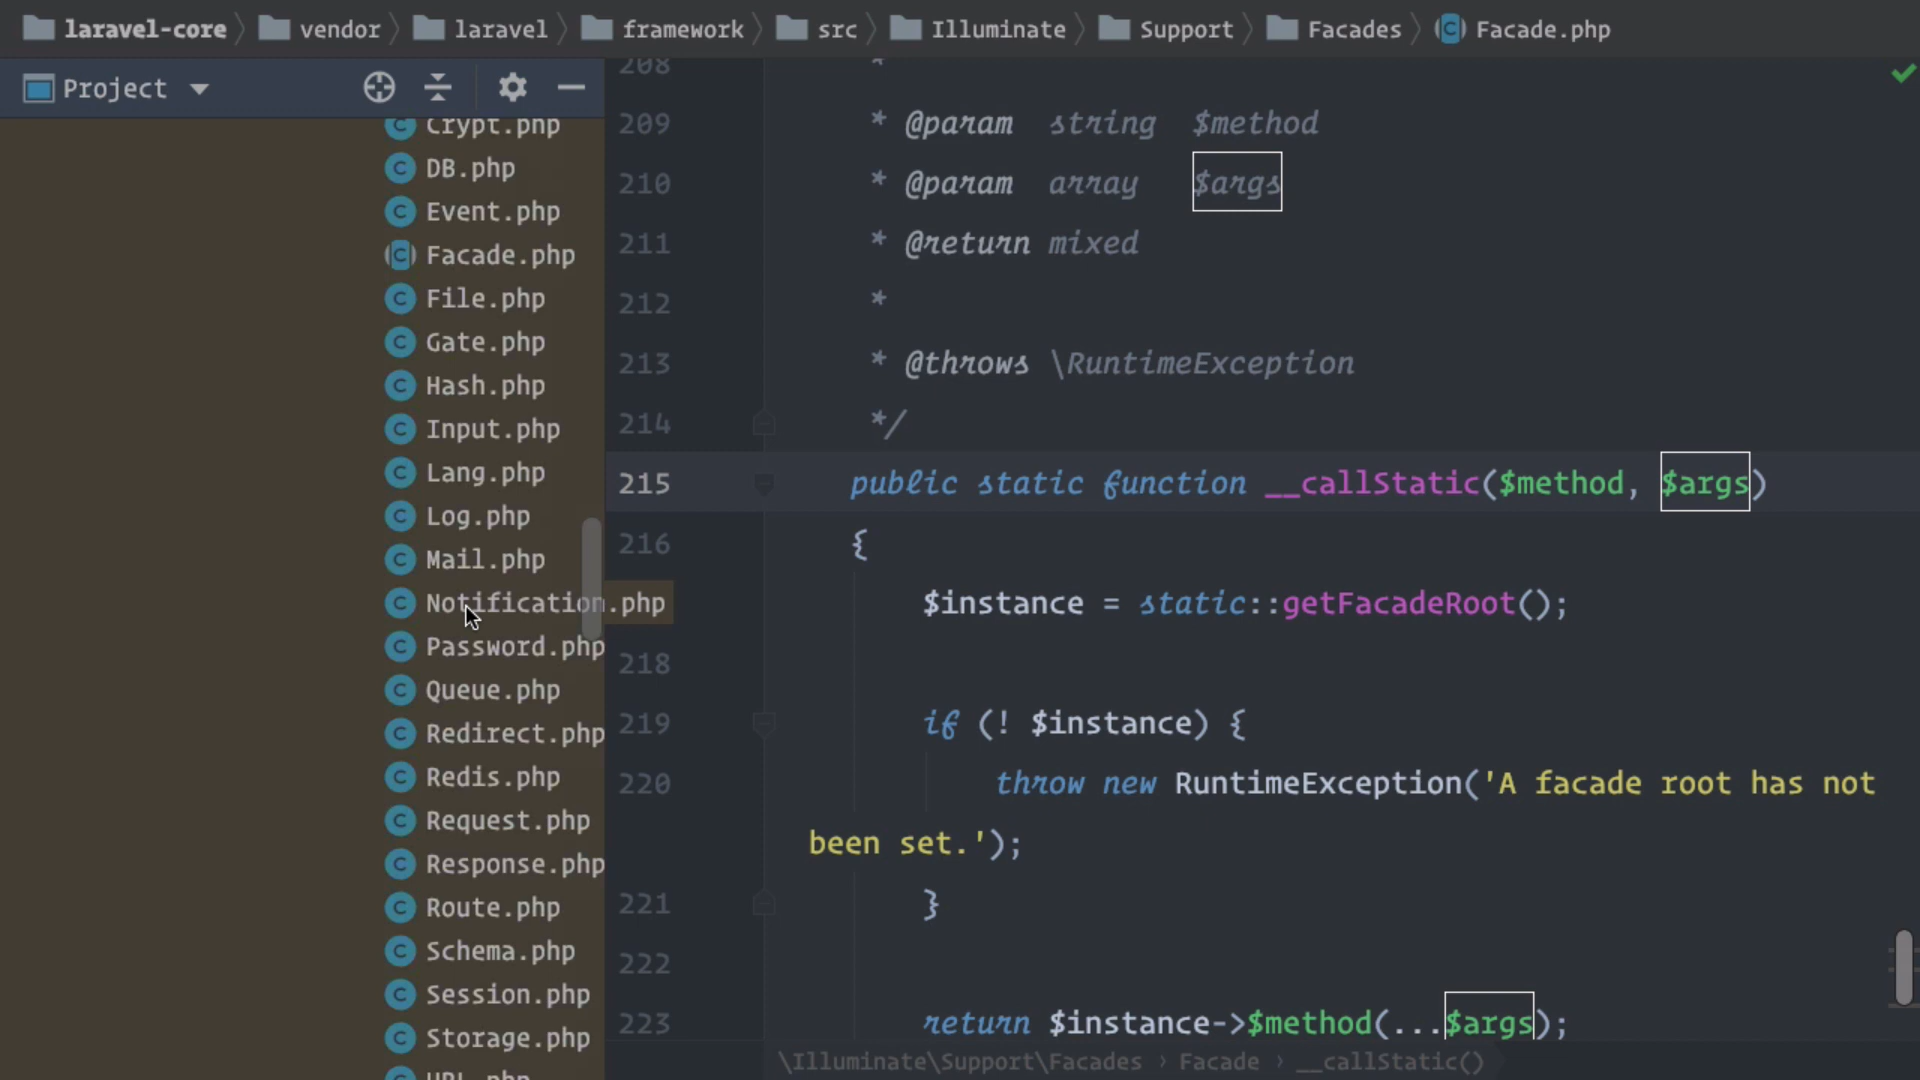 laravel-core vendor laravel framework src Illuminate Support Facades Facade.php
Project
Crypt.php
DB.php
Event.php
Facade.php
File.php
Gate.php
Hash.php
Input.php
Lang.php
Log.php
Mail.php
Notification.php
Password.php
Queue.php
Redirect.php
Redis.php
Request.php
Response.php
Route.php
Schema.php
Session.php
Storage.php
URL.php
208 *
209 * @param string $method
210 * @param array $args
211 * @return mixed
212 *
213 * @throws \RuntimeException
214 */
215 public static function __callStatic($method, $args)
216 {
$instance = static::getFacadeRoot();
218
219 if (! $instance) {
220 throw new RuntimeException('A facade root has not
been set.');
221 }
222
223 return $instance->$method(...$args);
\Illuminate\Support\Facades › Facade › __callStatic()